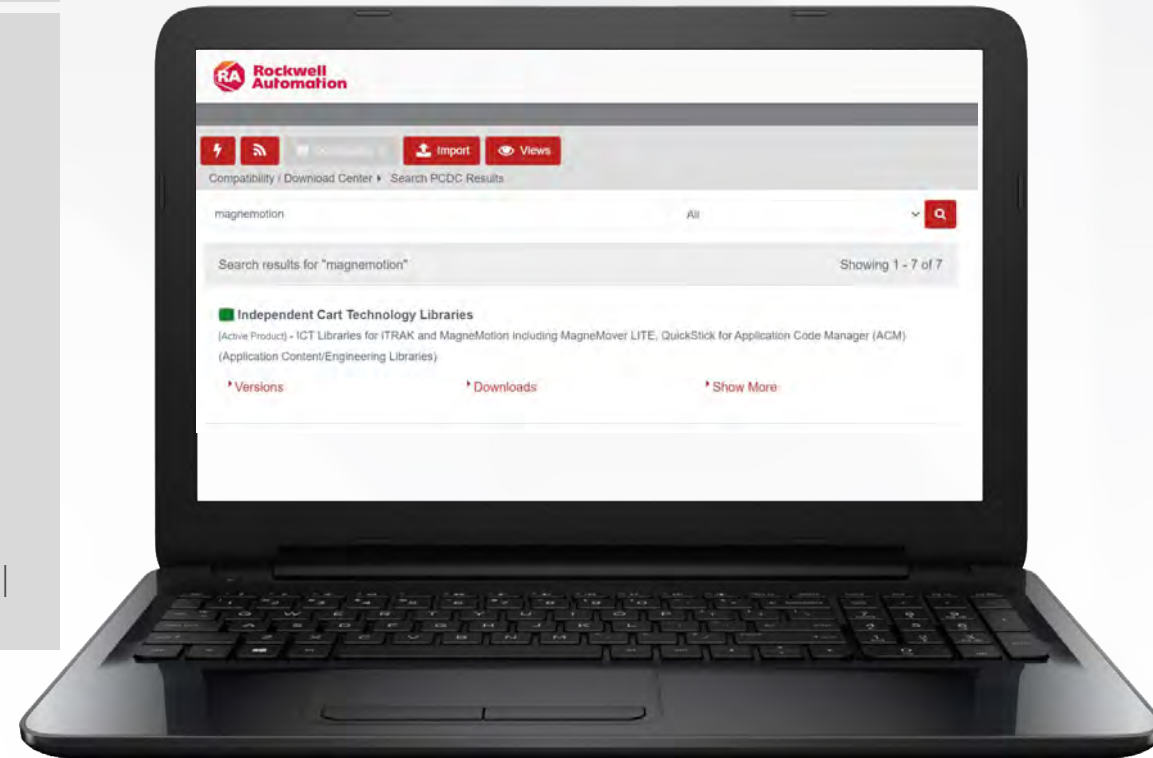 RA Rockwell
Automation
Import Views
Compatibility / Download Center Search PCDC Results
magnemotion All
Search results for "magnemotion" Showing 1 - 7 of 7
Independent Cart Technology Libraries
(Active Product) - ICT Libraries for iTRAK and MagneMotion including MagneMover LITE, QuickStick for Application Code Manager (ACM)
(Application Content/Engineering Libraries)
Versions Downloads Show More